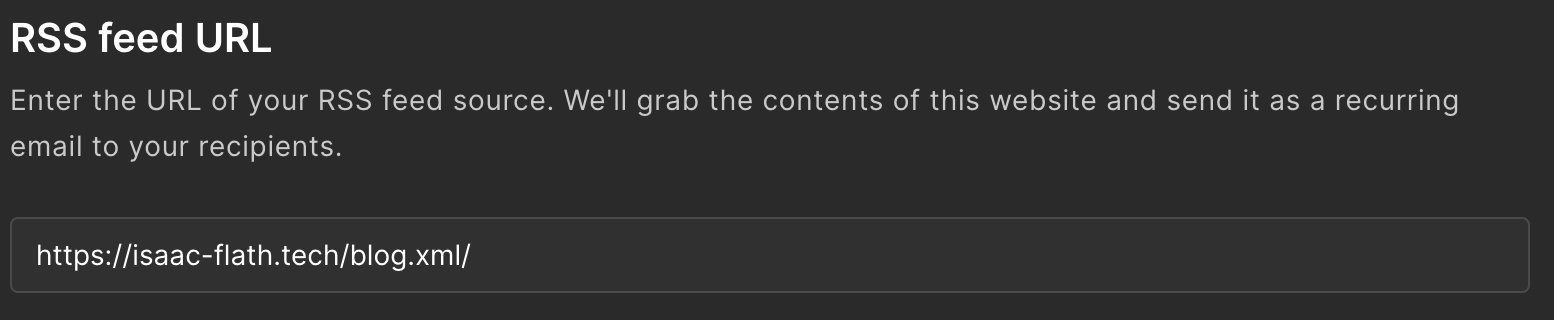 RSS feed URL
Enter the URL of your RSS feed source. We'll grab the contents of this website and send it as a recurring
email to your recipients.
https://isaac-flath.tech/blog.xml/